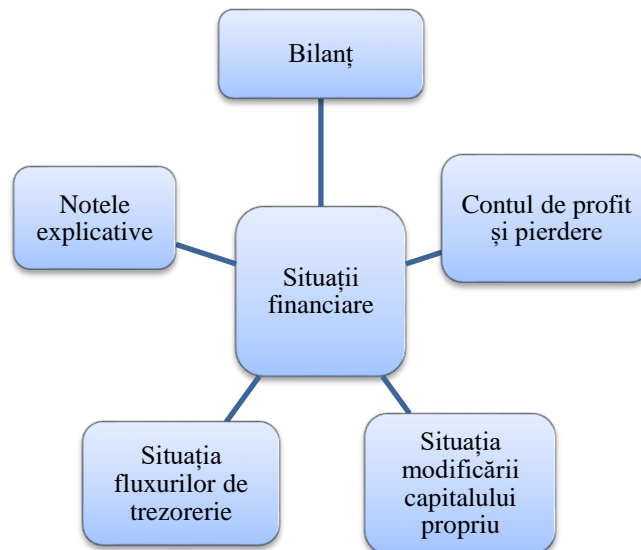 Bilanț
Notele
explicative
Contul de profit
și pierdere
Situații
financiare
Situația
fluxurilor de
trezorerie
Situația
modificării
capitalului
propriu